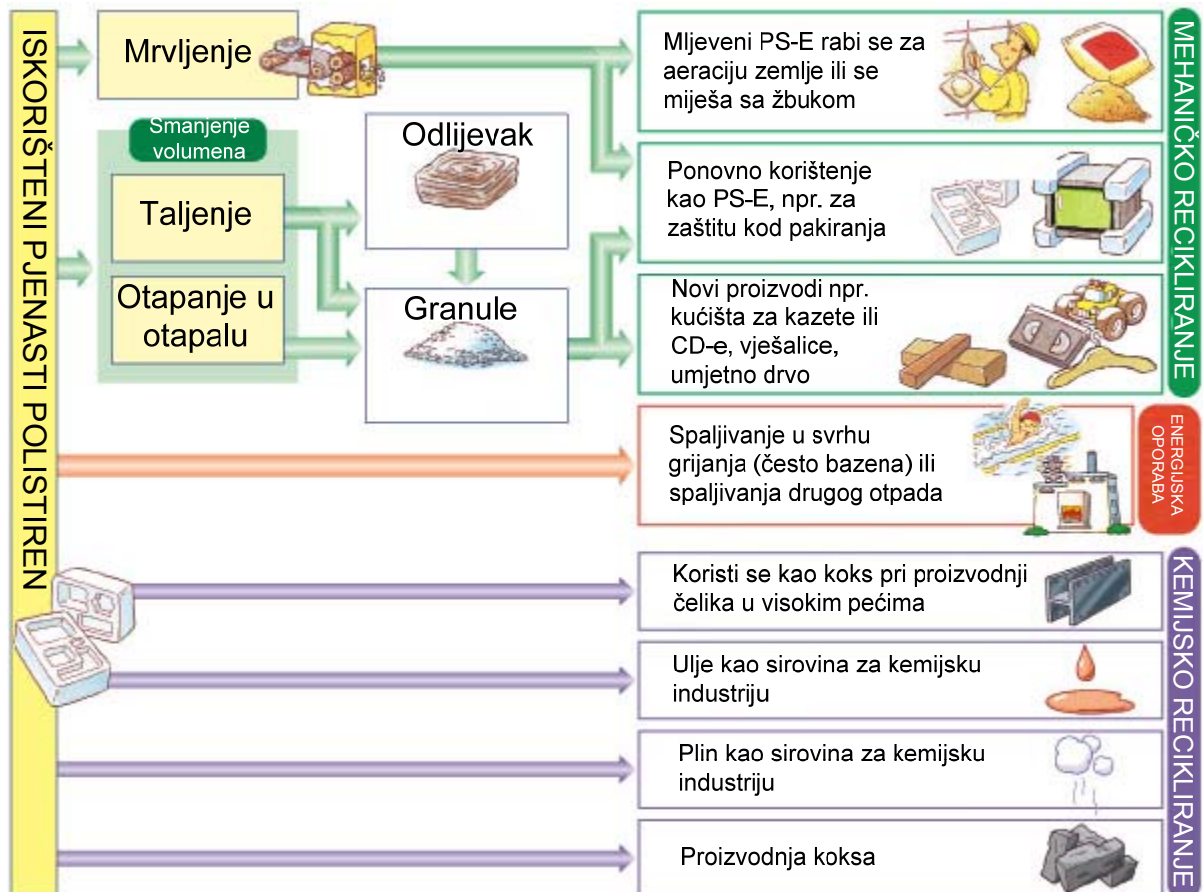 ISKORIŠTENI PJENASTI POLISTIREN
Mrvljenje
Smanjenje
volumena
Taljenje
Otapanje u
otapalu
Odlijevak
Granule
Mljeveni PS-E rabi se za
aeraciju zemlje ili se
miješa sa žbukom
Ponovno korištenje
kao PS-E, npr. za
zaštitu kod pakiranja
Novi proizvodi npr.
kućišta za kazete ili
CD-e, vješalice,
umjetno drvo
MEHANIČKO RECIKLIRANJE
Spaljivanje u svrhu
grijanja (često bazena) ili
spaljivanja drugog otpada
ENERGIJSKA
OPORABA
Koristi se kao koks pri proizvodnji
čelika u visokim pećima
Ulje kao sirovina za kemijsku
industriju
Plin kao sirovina za kemijsku
industriju
Proizvodnja koksa
KEMIJSKO RECIKLIRANJE